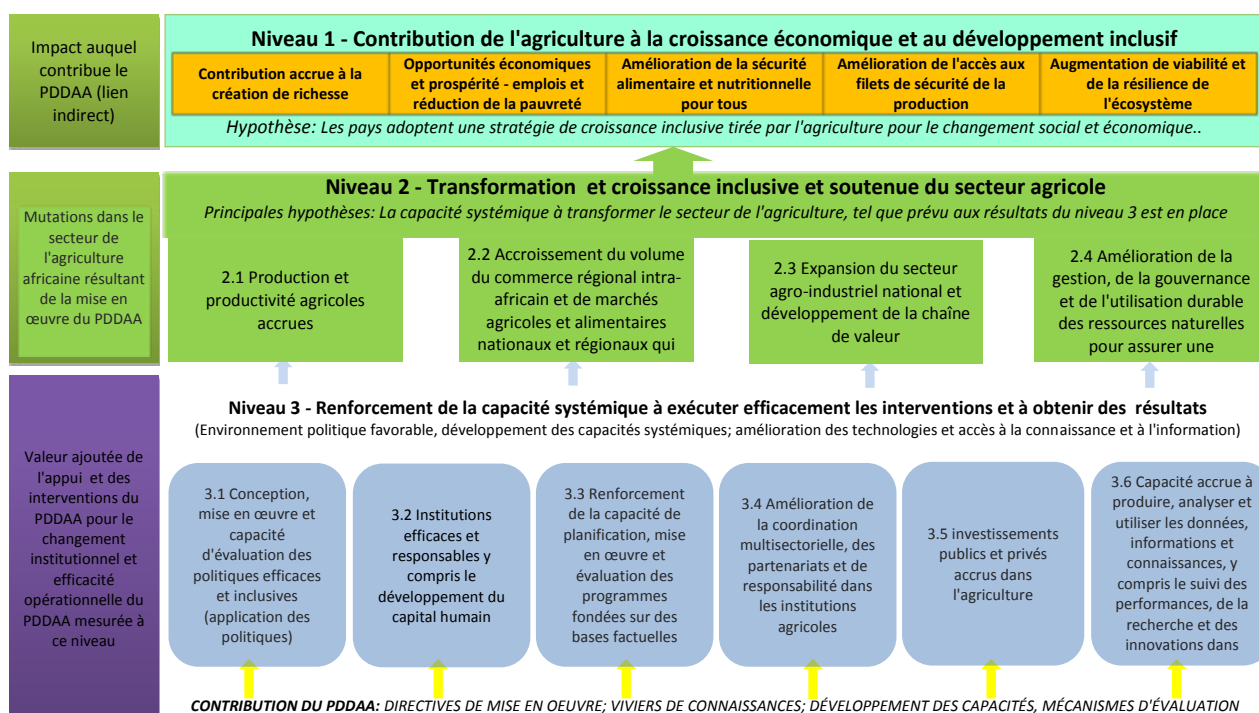 Impact auquel
contribue le
PDDAA (lien
indirect)
Niveau 1 - Contribution de l'agriculture à la croissance économique et au développement inclusif
Contribution accrue à la
création de richesse
Opportunités économiques
et prospérité - emplois et
réduction de la pauvreté
Amélioration de la sécurité
alimentaire et nutritionnelle
pour tous
Amélioration de l'accès aux
filets de sécurité de la
production
Augmentation de viabilité et
de la résilience de
l'écosystème
Hypothèse: Les pays adoptent une stratégie de croissance inclusive tirée par l'agriculture pour le changement social et économique..
Mutations dans le
secteur de
l'agriculture
africaine résultant
de la mise en
œuvre du PDDAA
Niveau 2 - Transformation et croissance inclusive et soutenue du secteur agricole
Principales hypothèses: La capacité systémique à transformer le secteur de l'agriculture, tel que prévu aux résultats du niveau 3 est en place
2.1 Production et
productivité agricoles
accrues
2.2 Accroissement du volume
du commerce régional intra-
africain et de marchés
agricoles et alimentaires
nationaux et régionaux qui
2.3 Expansion du secteur
agro-industriel national et
développement de la chaîne
de valeur
2.4 Amélioration de la
gestion, de la gouvernance
et de l'utilisation durable
des ressources naturelles
pour assurer une
Valeur ajoutée de
l'appui et des
interventions du
PDDAA pour le
changement
institutionnel et
efficacité
opérationnelle du
PDDAA mesurée à
ce niveau
Niveau 3 - Renforcement de la capacité systémique à exécuter efficacement les interventions et à obtenir des résultats
(Environnement politique favorable, développement des capacités systémiques; amélioration des technologies et accès à la connaissance et à l'information)
3.1 Conception,
mise en œuvre et
capacité
d'évaluation des
politiques efficaces
et inclusives
(application des
politiques)
3.2 Institutions
efficaces et
responsables y
compris le
développement du
capital humain
3.3 Renforcement
de la capacité de
planification, mise
en œuvre et
évaluation des
programmes
fondées sur des
bases factuelles
3.4 Amélioration de
la coordination
multisectorielle, des
partenariats et de
responsabilité dans
les institutions
agricoles
3.5 investissements
publics et privés
accrus dans
l'agriculture
3.6 Capacité accrue à
produire, analyser et
utiliser les données,
informations et
connaissances, y
compris le suivi des
performances, de la
recherche et des
innovations dans
CONTRIBUTION DU PDDAA: DIRECTIVES DE MISE EN OEUVRE; VIVIERS DE CONNAISSANCES; DÉVELOPPEMENT DES CAPACITÉS, MÉCANISMES D'ÉVALUATION